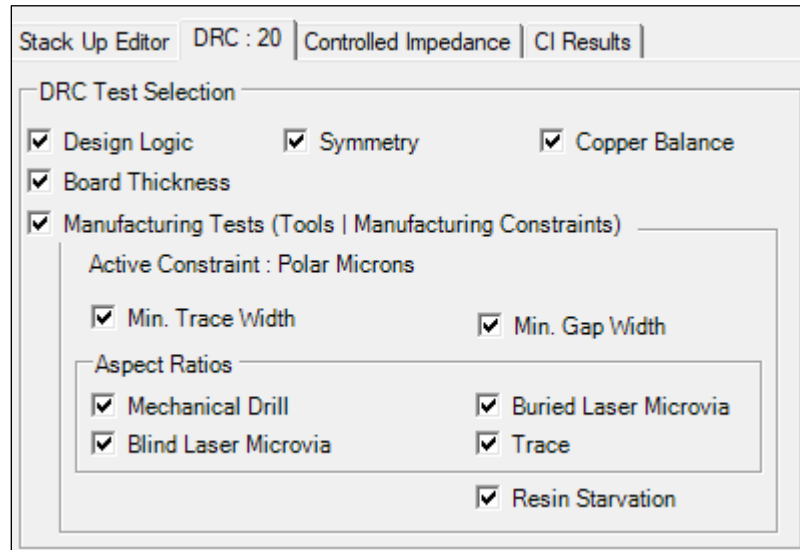 Stack Up Editor DRC : 20 Controlled Impedance CI Results
DRC Test Selection
Design Logic Symmetry Copper Balance
Board Thickness
Manufacturing Tests (Tools | Manufacturing Constraints)
Active Constraint : Polar Microns
Min. Trace Width Min. Gap Width
Aspect Ratios
Mechanical Drill Buried Laser Microvia
Blind Laser Microvia Trace
Resin Starvation